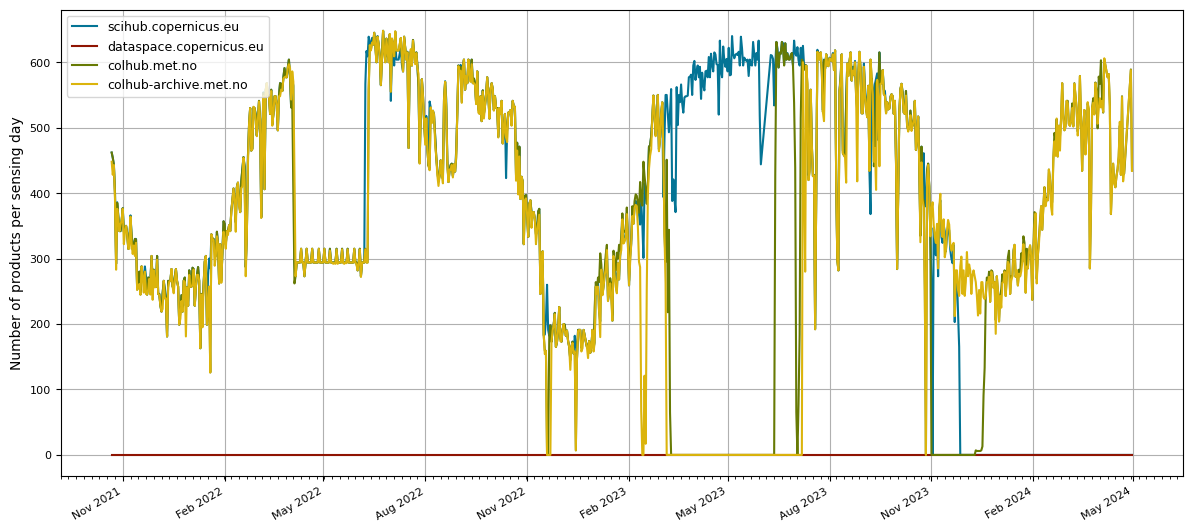 scihub.copernicus.eu
dataspace.copernicus.eu
colhub.met.no
colhub-archive.met.no
Number of products per sensing day
600
500
400
300
200
100
0
Nov 2021
Feb 2022
May 2022
Aug 2022
Nov 2022
Feb 2023
May 2023
Aug 2023
Nov 2023
Feb 2024
May 2024